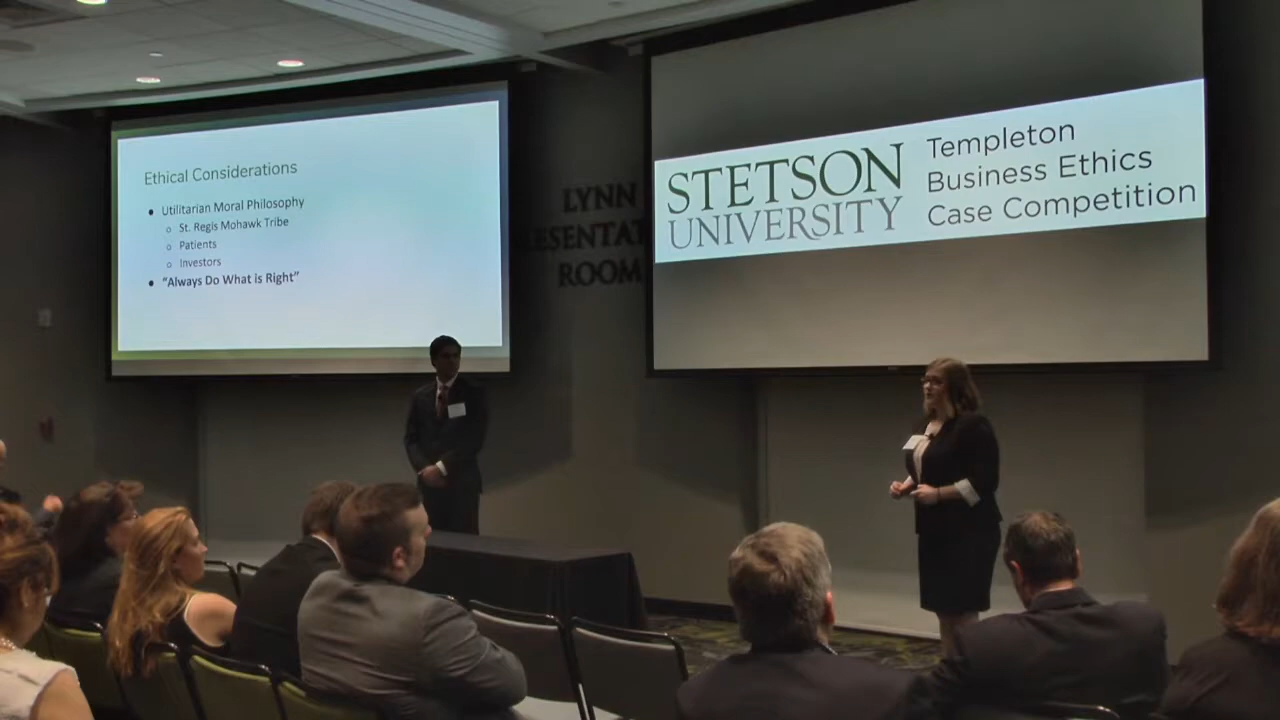 Ethical Considerations
• Utilitarian Moral Philosophy
○ St. Regis Mohawk Tribe
○ Patients
○ Investors
• “Always Do What is Right”
LYNN
ESENTAT
ROOM
STETSON
UNIVERSITY
Templeton
Business Ethics
Case Competition